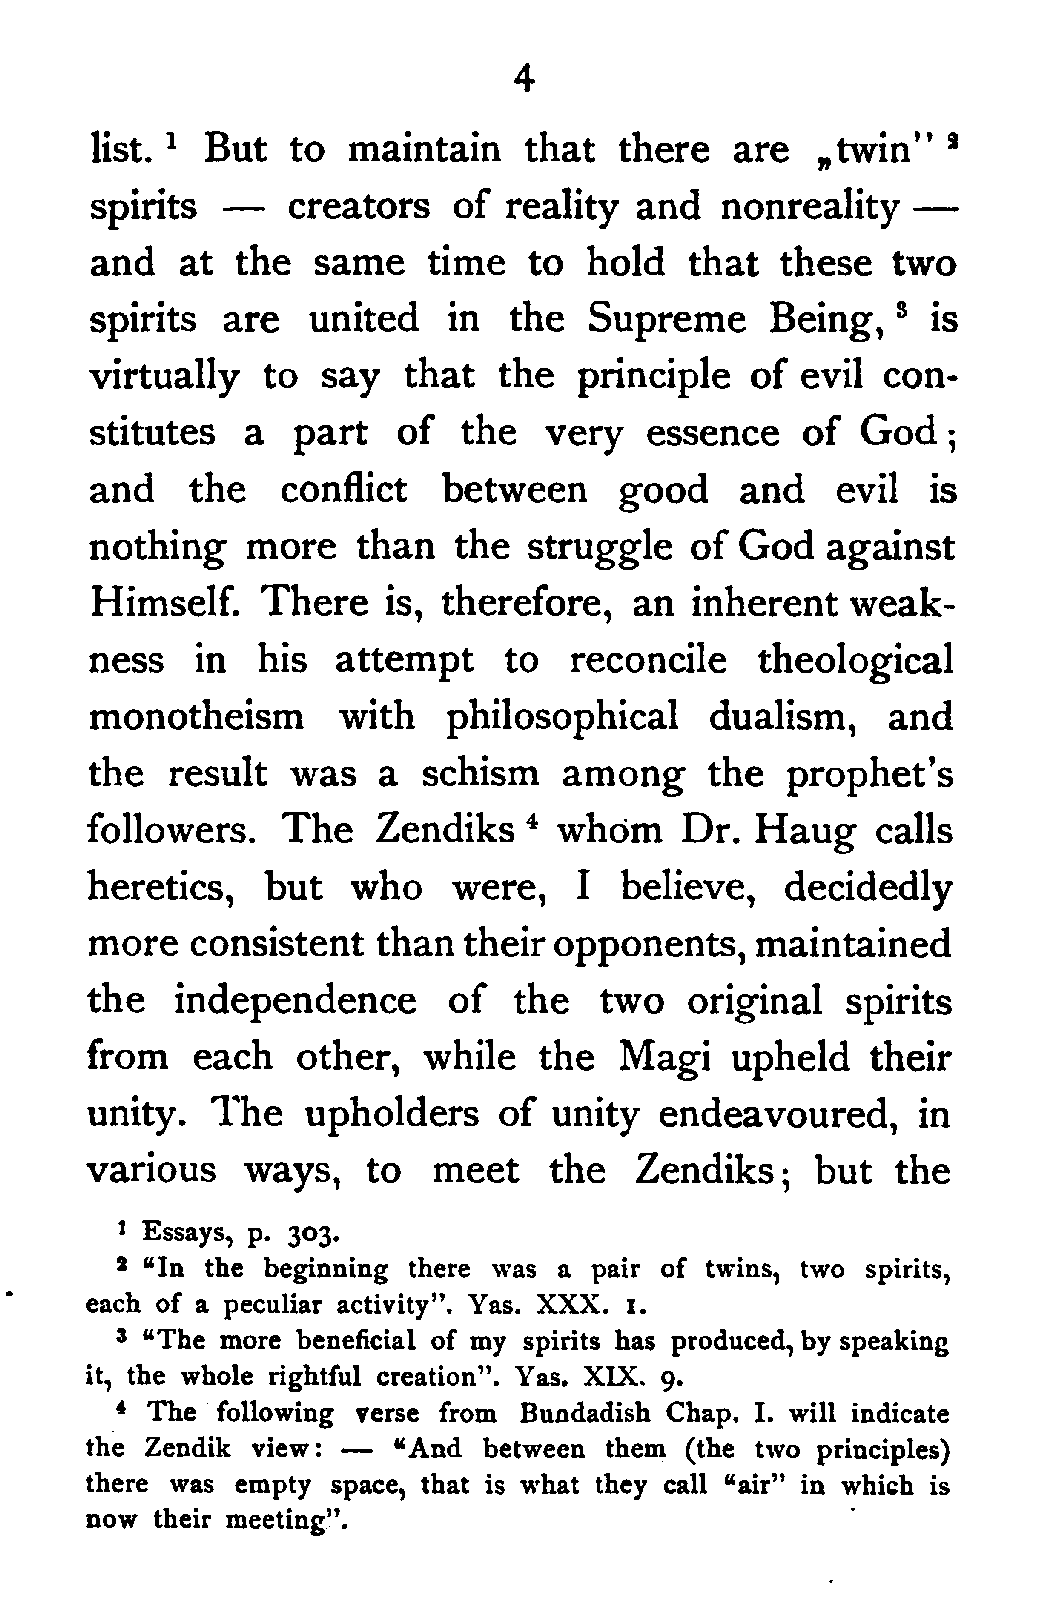 4
list. ¹ But to maintain that there are „twin" ²
spirits — creators of reality and nonreality —
and at the same time to hold that these two
spirits are united in the Supreme Being, ³ is
virtually to say that the principle of evil con-
stitutes a part of the very essence of God;
and the conflict between good and evil is
nothing more than the struggle of God against
Himself. There is, therefore, an inherent weak-
ness in his attempt to reconcile theological
monotheism with philosophical dualism, and
the result was a schism among the prophet's
followers. The Zendiks ⁴ whom Dr. Haug calls
heretics, but who were, I believe, decidedly
more consistent than their opponents, maintained
the independence of the two original spirits
from each other, while the Magi upheld their
unity. The upholders of unity endeavoured, in
various ways, to meet the Zendiks; but the
¹ Essays, p. 303.
² “In the beginning there was a pair of twins, two spirits,
each of a peculiar activity". Yas. XXX. 1.
³ “The more beneficial of my spirits has produced, by speaking
it, the whole rightful creation". Yas. XIX. 9.
⁴ The following verse from Bundadish Chap. I. will indicate
the Zendik view: — “And between them (the two principles)
there was empty space, that is what they call “air" in which is
now their meeting".